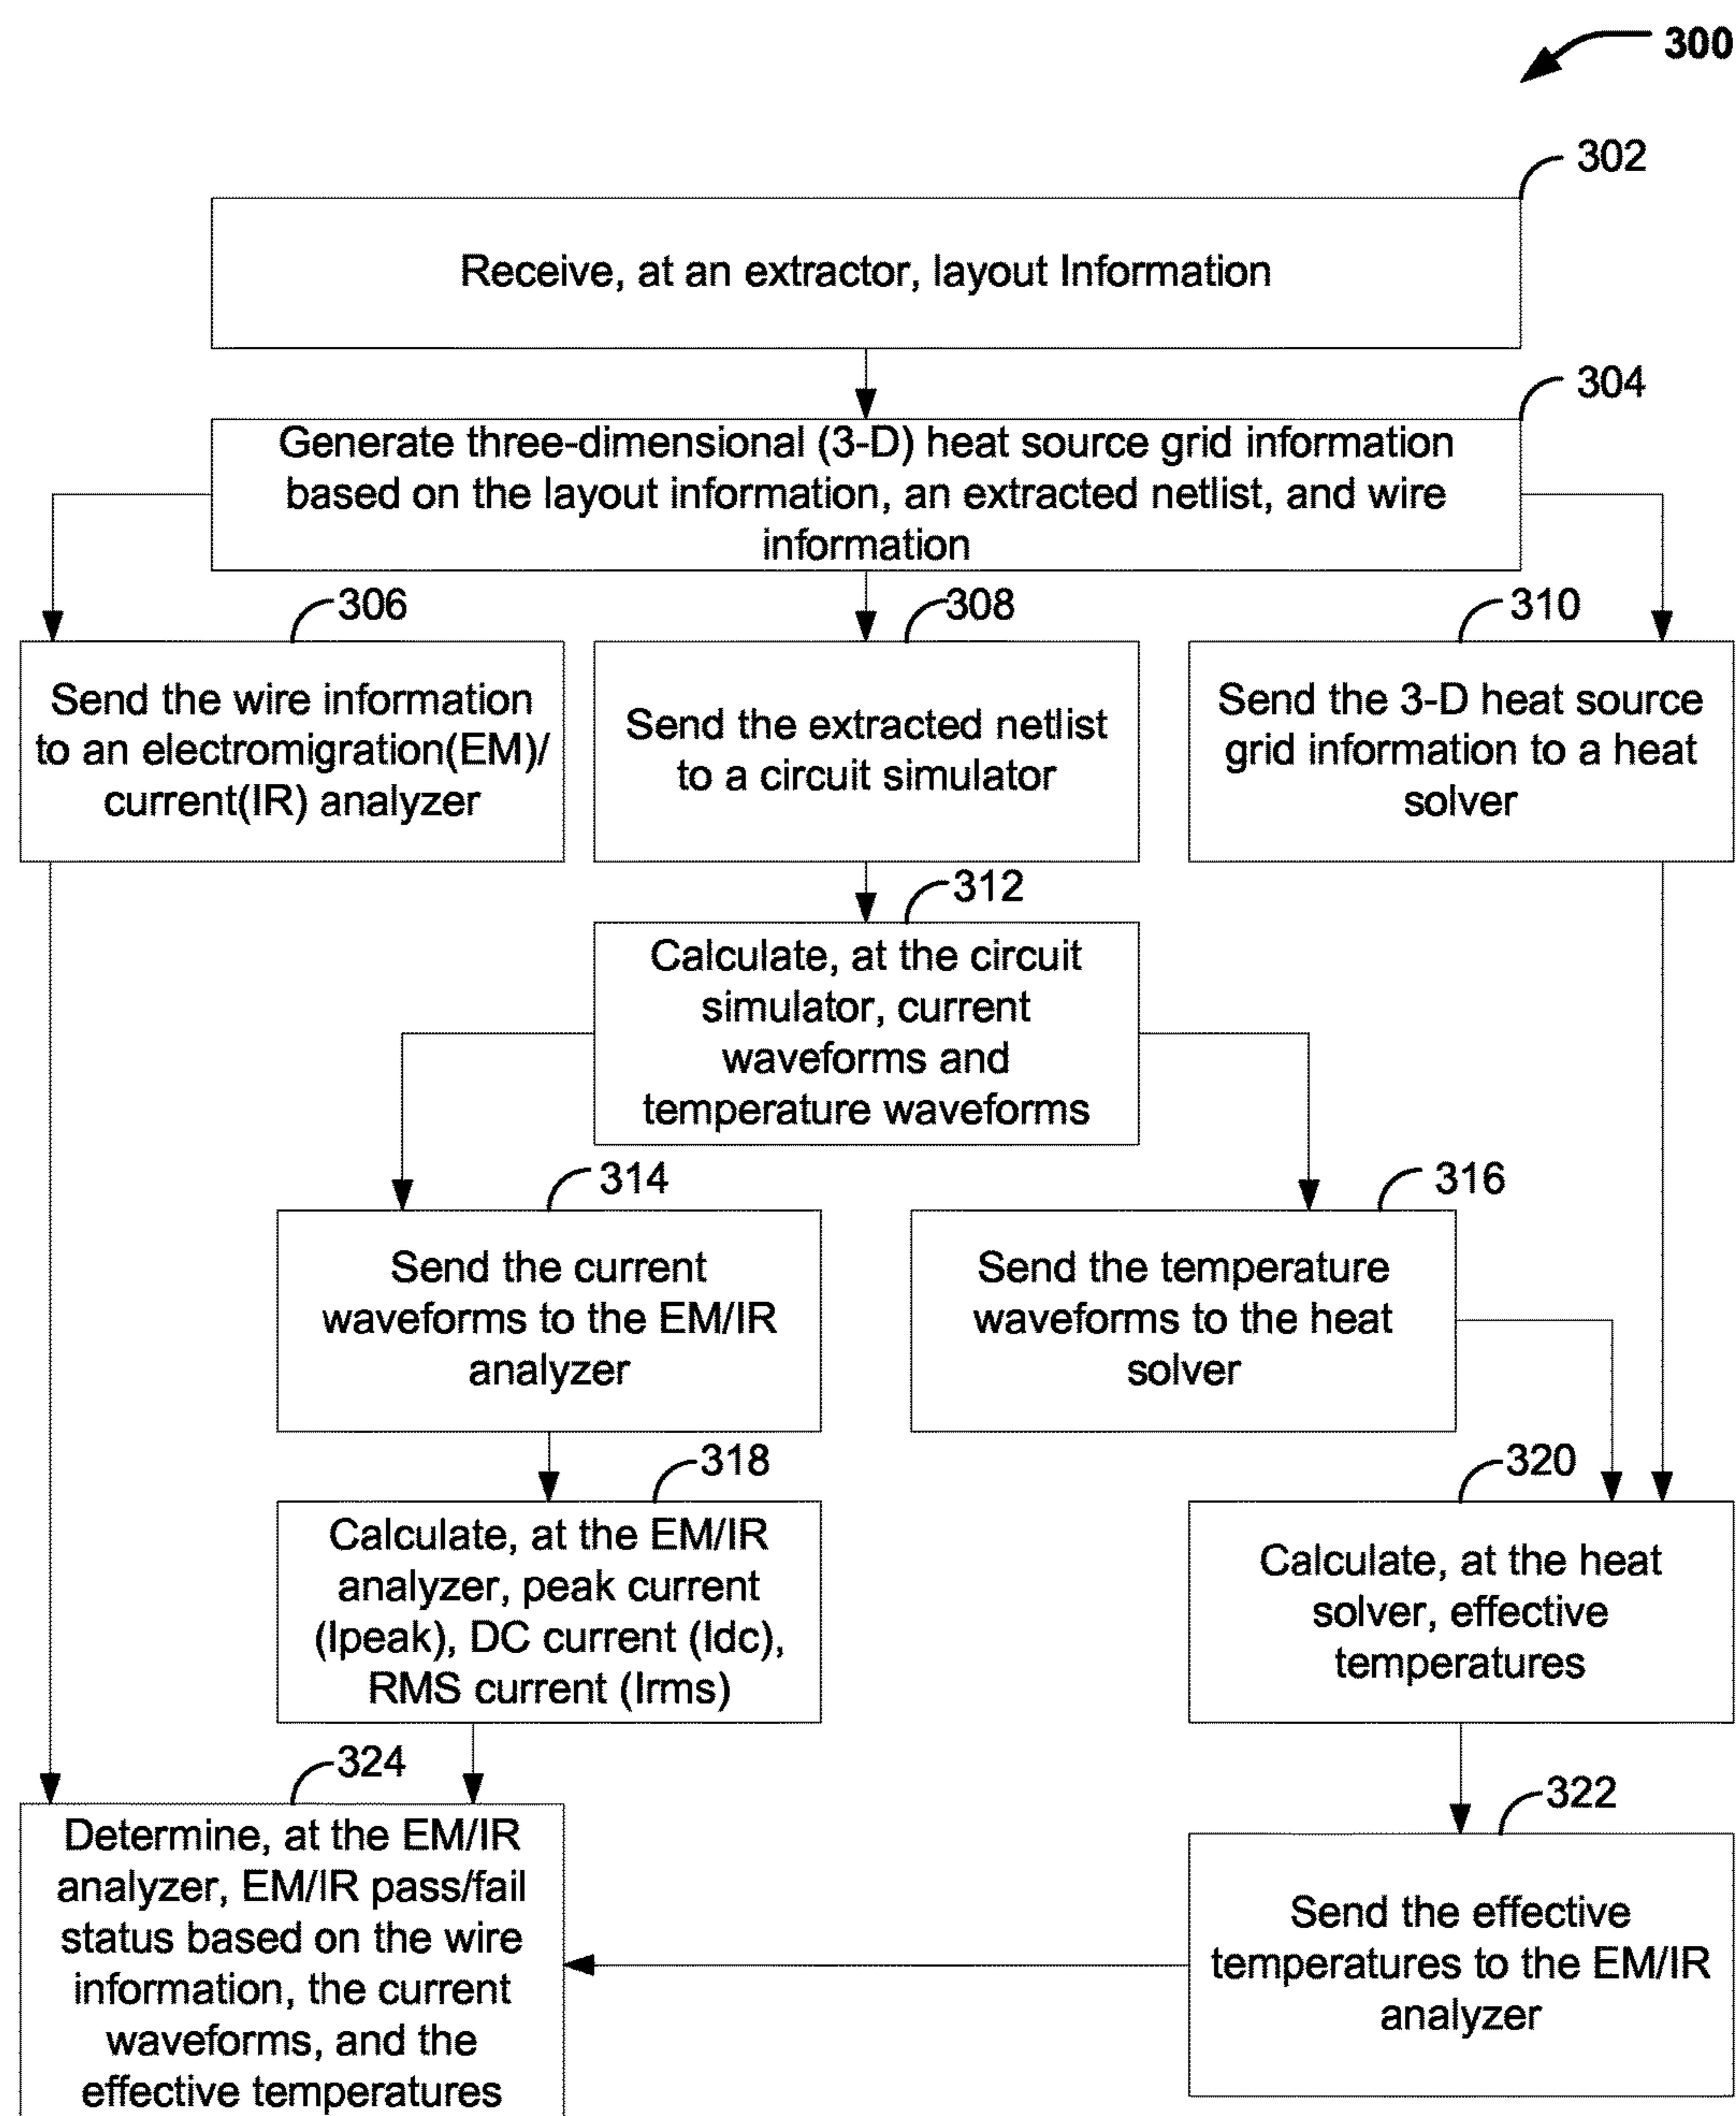 300
302
Receive, at an extractor, layout Information
304
Generate three-dimensional (3-D) heat source grid information
based on the layout information, an extracted netlist, and wire
information
306
Send the wire information
to an electromigration(EM)/
current(IR) analyzer
308
Send the extracted netlist
to a circuit simulator
310
Send the 3-D heat source
grid information to a heat
solver
312
Calculate, at the circuit
simulator, current
waveforms and
temperature waveforms
314
Send the current
waveforms to the EM/IR
analyzer
316
Send the temperature
waveforms to the heat
solver
318
Calculate, at the EM/IR
analyzer, peak current
(Ipeak), DC current (Idc),
RMS current (Irms)
320
Calculate, at the heat
solver, effective
temperatures
324
Determine, at the EM/IR
analyzer, EM/IR pass/fail
status based on the wire
information, the current
waveforms, and the
effective temperatures
322
Send the effective
temperatures to the EM/IR
analyzer